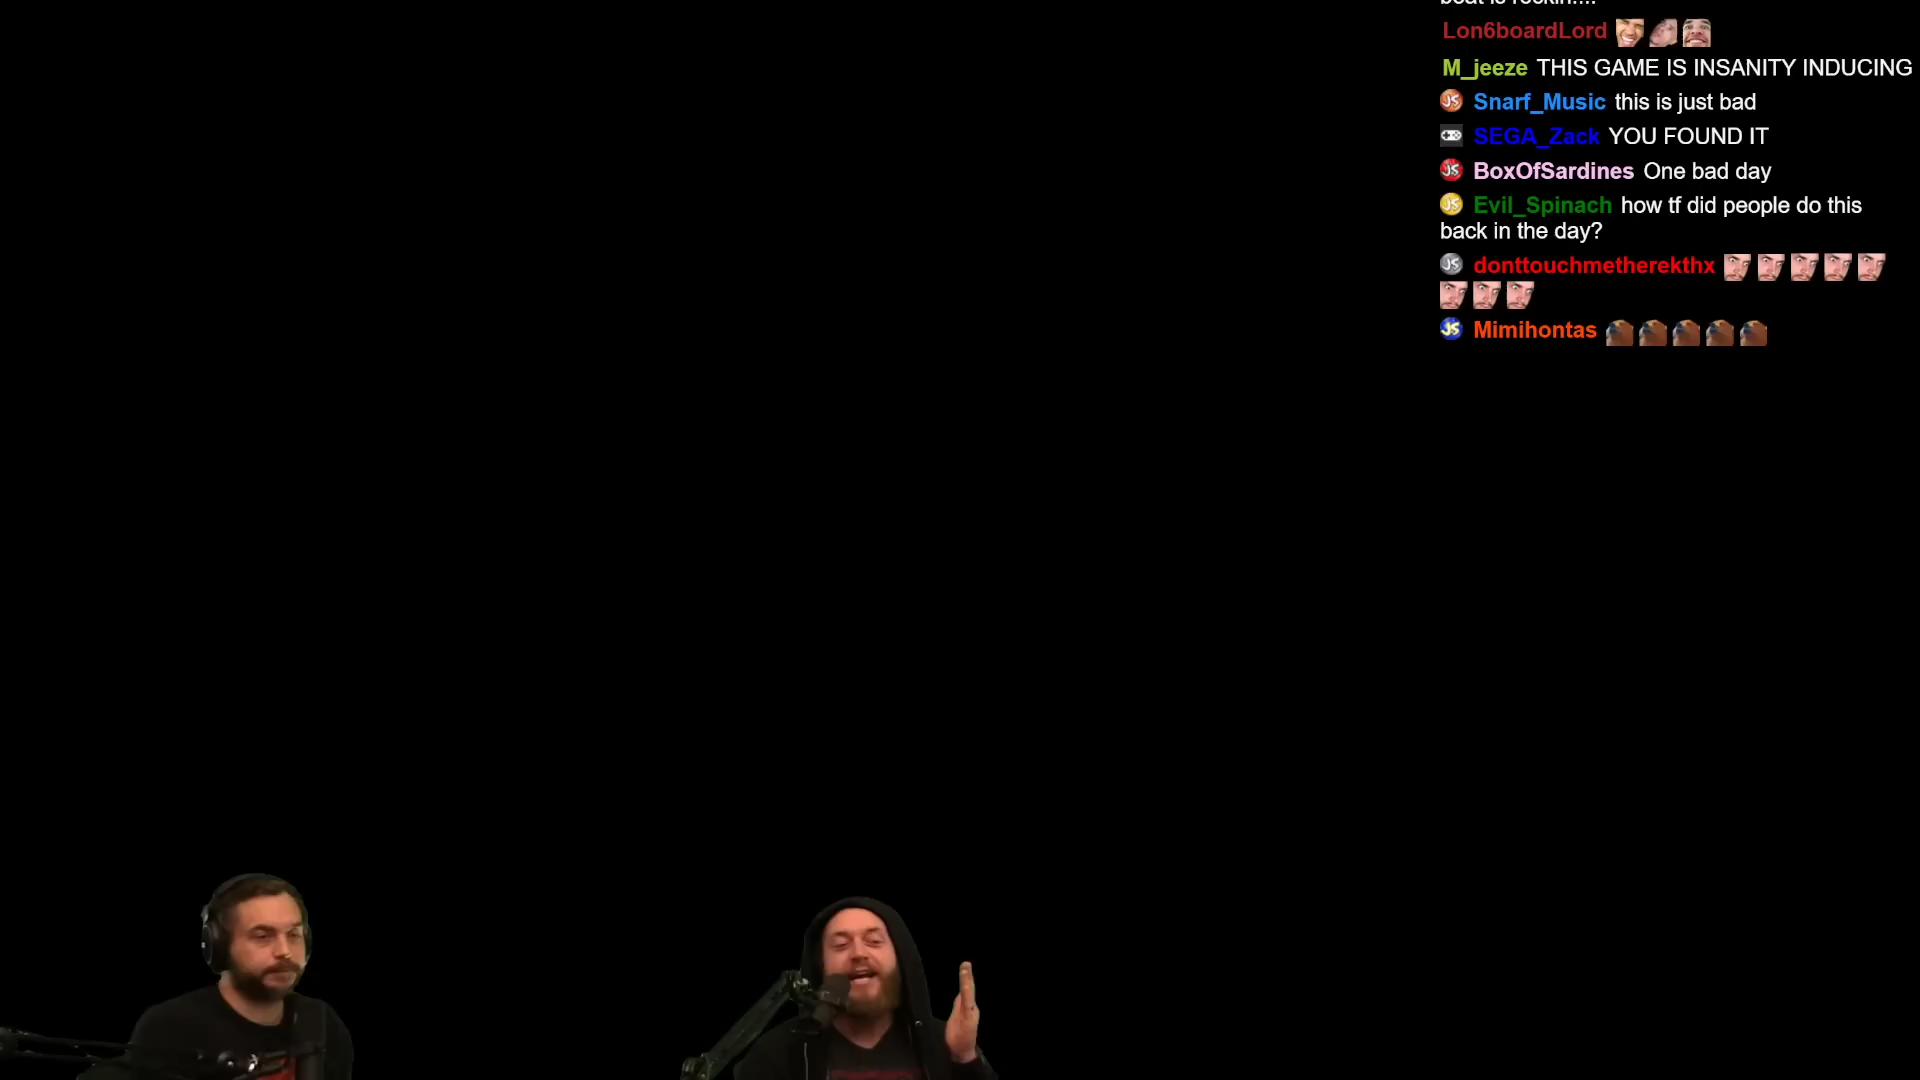 Lon6boardLord
M_jeeze THIS GAME IS INSANITY INDUCING
Snarf_Music this is just bad
SEGA_Zack YOU FOUND IT
BoxOfSardines One bad day
Evil_Spinach how tf did people do this
back in the day?
donttouchmetherekthx
Mimihontas